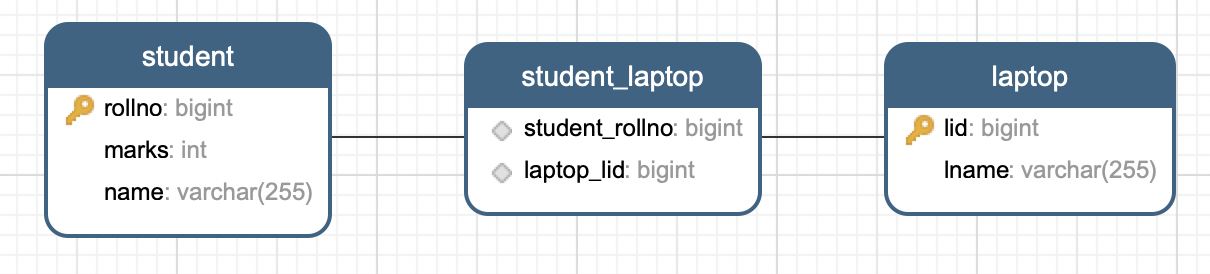 student
rollno: bigint
marks: int
name: varchar(255)
student_laptop
student_rollno: bigint
laptop_lid: bigint
laptop
lid: bigint
lname: varchar(255)